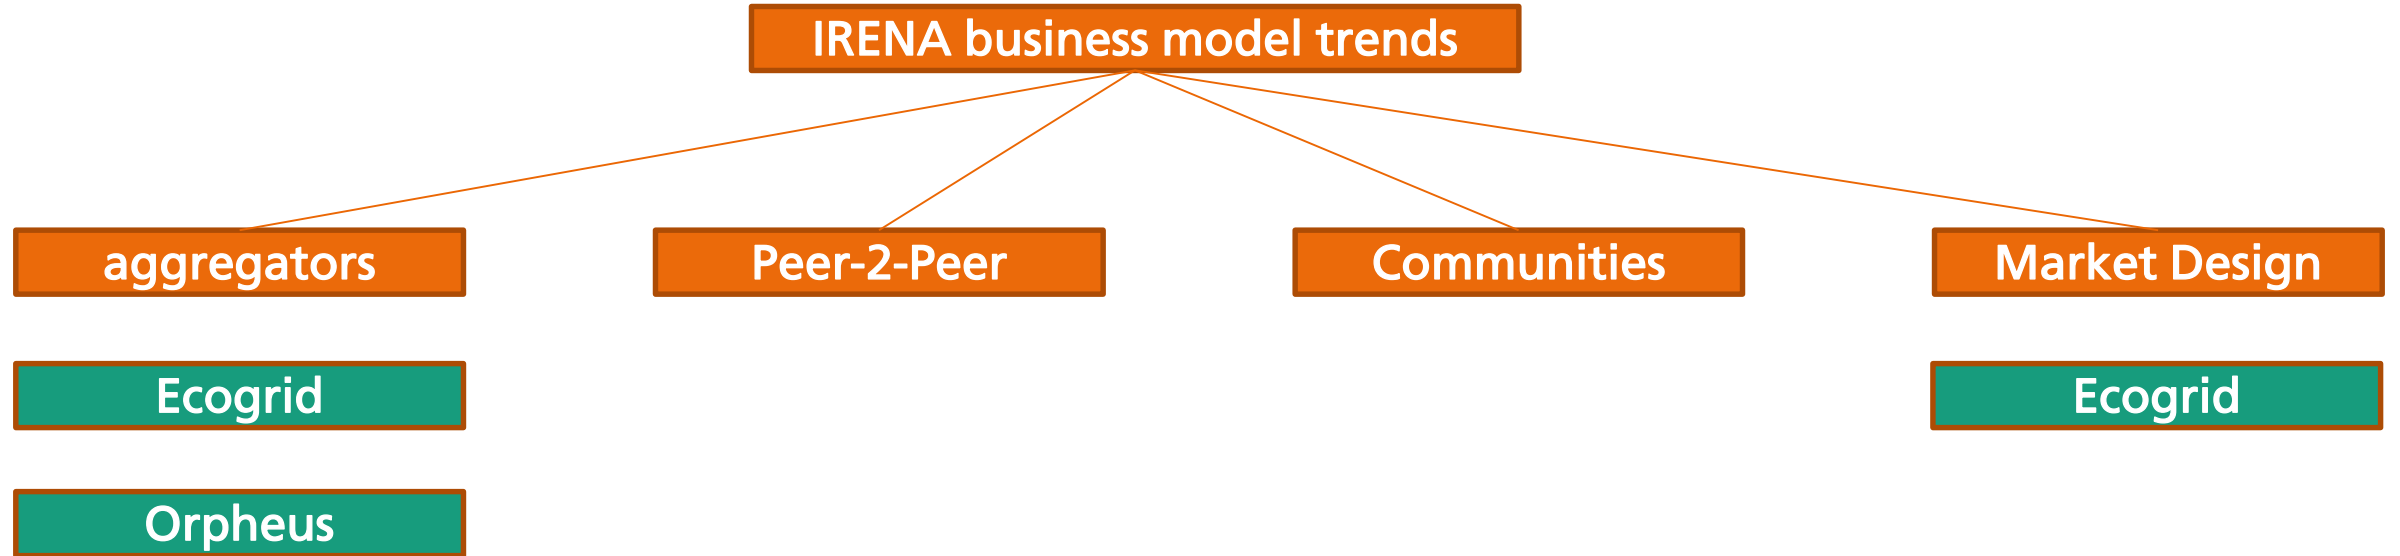 IRENA business model trends
aggregators
Peer-2-Peer
Communities
Market Design
Ecogrid
Ecogrid
Orpheus